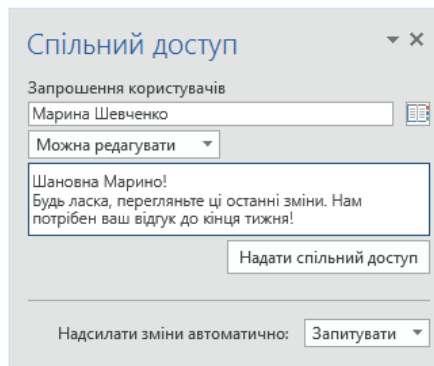 Спільний доступ
Запрошення користувачів
Марина Шевченко
Можна редагувати
Шановна Марино!
Будь ласка, перегляньте ці останні зміни. Нам
потрібен ваш відгук до кінця тижня!
Надати спільний доступ
Надсилати зміни автоматично: Запитувати